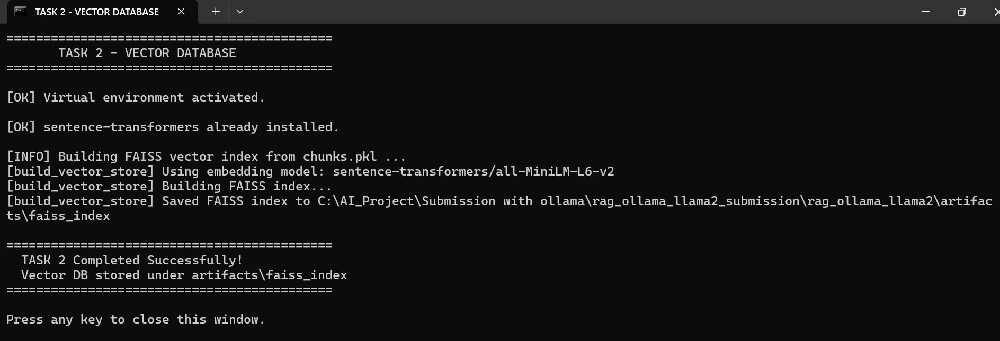 TASK 2 - VECTOR DATABASE
============================================
TASK 2 - VECTOR DATABASE
============================================
[OK] Virtual environment activated.
[OK] sentence-transformers already installed.
[INFO] Building FAISS vector index from chunks.pkl ...
[build_vector_store] Using embedding model: sentence-transformers/all-MiniLM-L6-v2
[build_vector_store] Building FAISS index...
[build_vector_store] Saved FAISS index to C:\AI_Project\Submission with ollama\rag_ollama_llama2_submission\rag_ollama_llama2\artifac
ts\faiss_index
============================================
TASK 2 Completed Successfully!
Vector DB stored under artifacts\faiss_index
============================================
Press any key to close this window.